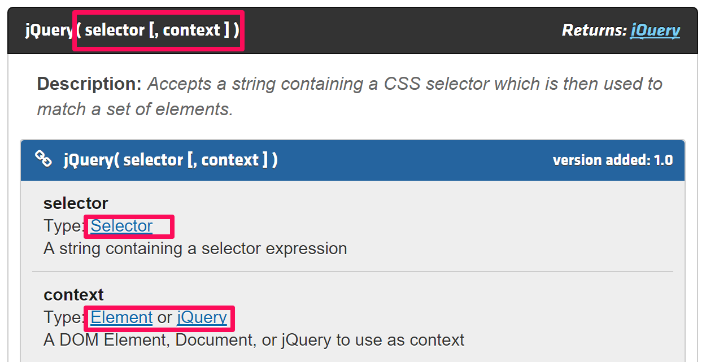 jQuery( selector [, context ] )
Returns: jQuery
Description: Accepts a string containing a CSS selector which is then used to
match a set of elements.
jQuery( selector [, context ] )
version added: 1.0
selector
Type: Selector
A string containing a selector expression
context
Type: Element or jQuery
A DOM Element, Document, or jQuery to use as context